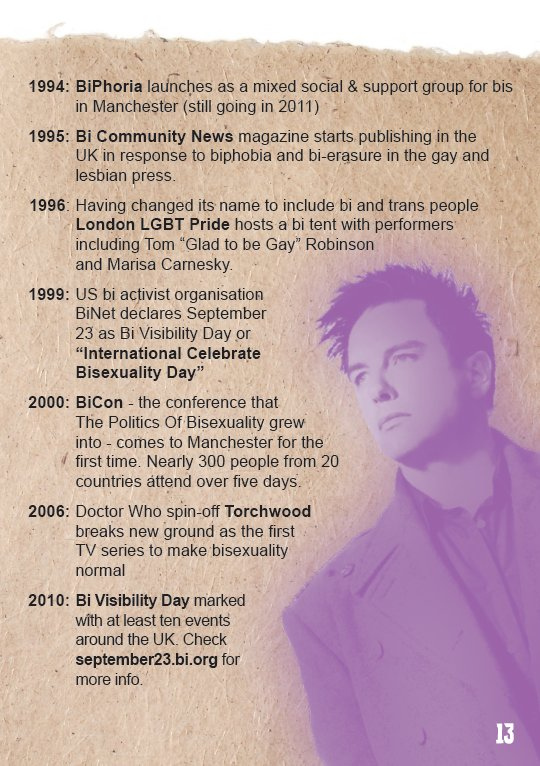 1994: BiPhoria launches as a mixed social & support group for bis
in Manchester (still going in 2011)
1995: Bi Community News magazine starts publishing in the
UK in response to biphobia and bi-erasure in the gay and
lesbian press.
1996: Having changed its name to include bi and trans people
London LGBT Pride hosts a bi tent with performers
including Tom “Glad to be Gay” Robinson
and Marisa Carnesky.
1999: US bi activist organisation
BiNet declares September
23 as Bi Visibility Day or
“International Celebrate
Bisexuality Day”
2000: BiCon - the conference that
The Politics Of Bisexuality grew
into - comes to Manchester for the
first time. Nearly 300 people from 20
countries attend over five days.
2006: Doctor Who spin-off Torchwood
breaks new ground as the first
TV series to make bisexuality
normal
2010: Bi Visibility Day marked
with at least ten events
around the UK. Check
september23.bi.org for
more info.
13